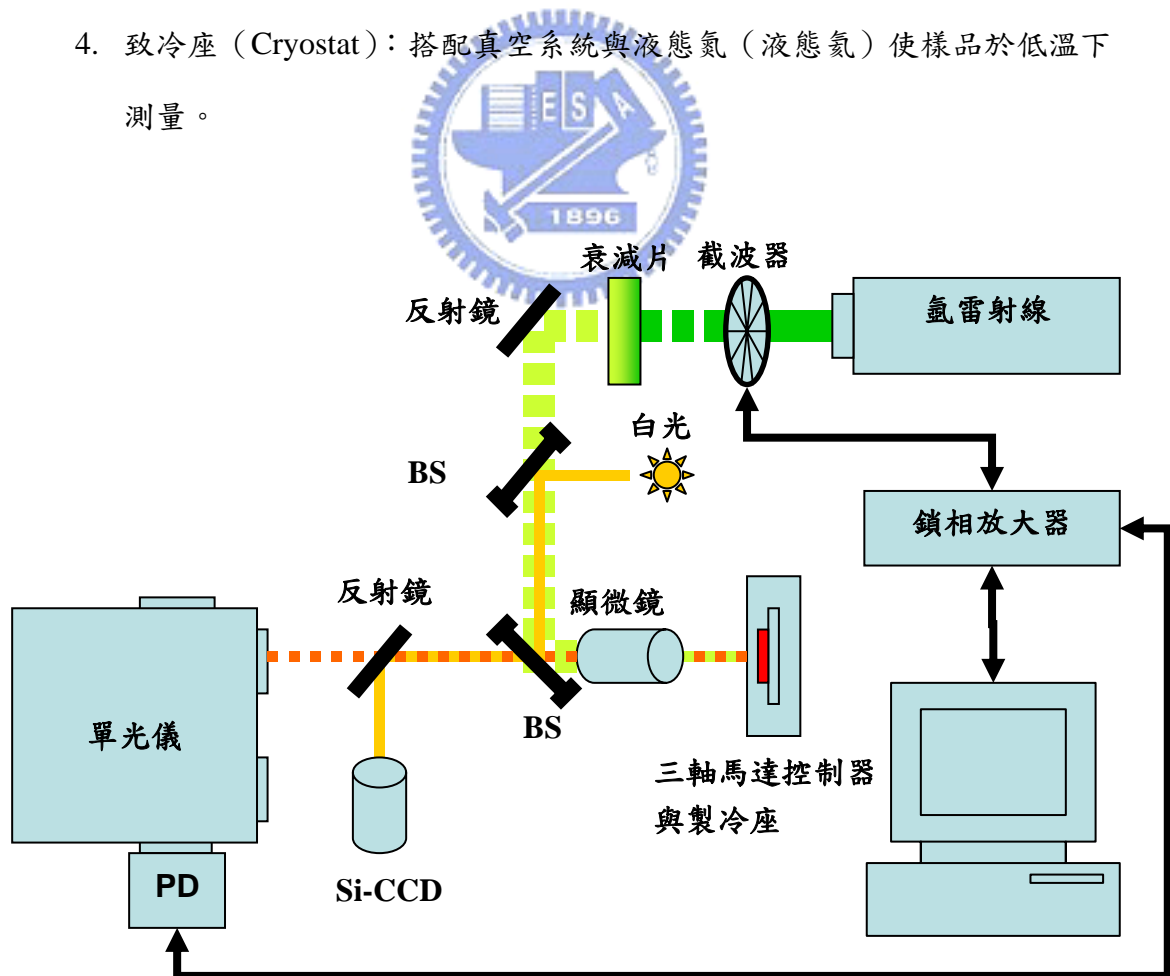 4. 致冷座（Cryostat）：搭配真空系統與液態氮（液態氦）使樣品於低溫下
測量。
E S A
1896
衰減片 截波器
反射鏡
氬雷射線
白光
BS
鎖相放大器
反射鏡
顯微鏡
BS
單光儀
三軸馬達控制器
與製冷座
PD
Si-CCD